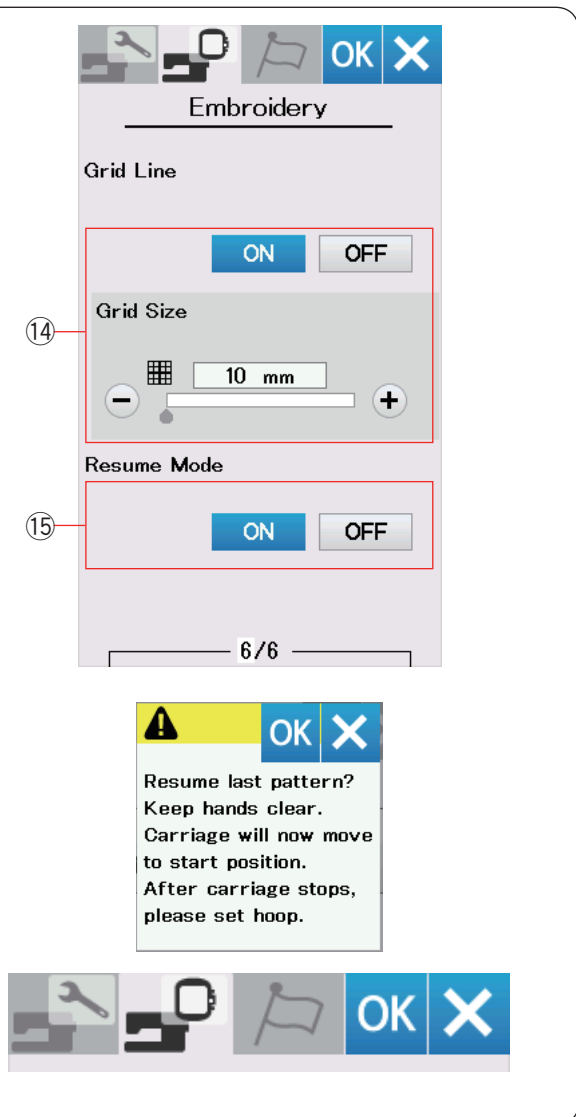 OK X
Embroidery
Grid Line
ON OFF
Grid Size
⑭
10 mm
− +
Resume Mode
⑮
ON OFF
6/6
OK X
Resume last pattern?
Keep hands clear.
Carriage will now move
to start position.
After carriage stops,
please set hoop.
OK X